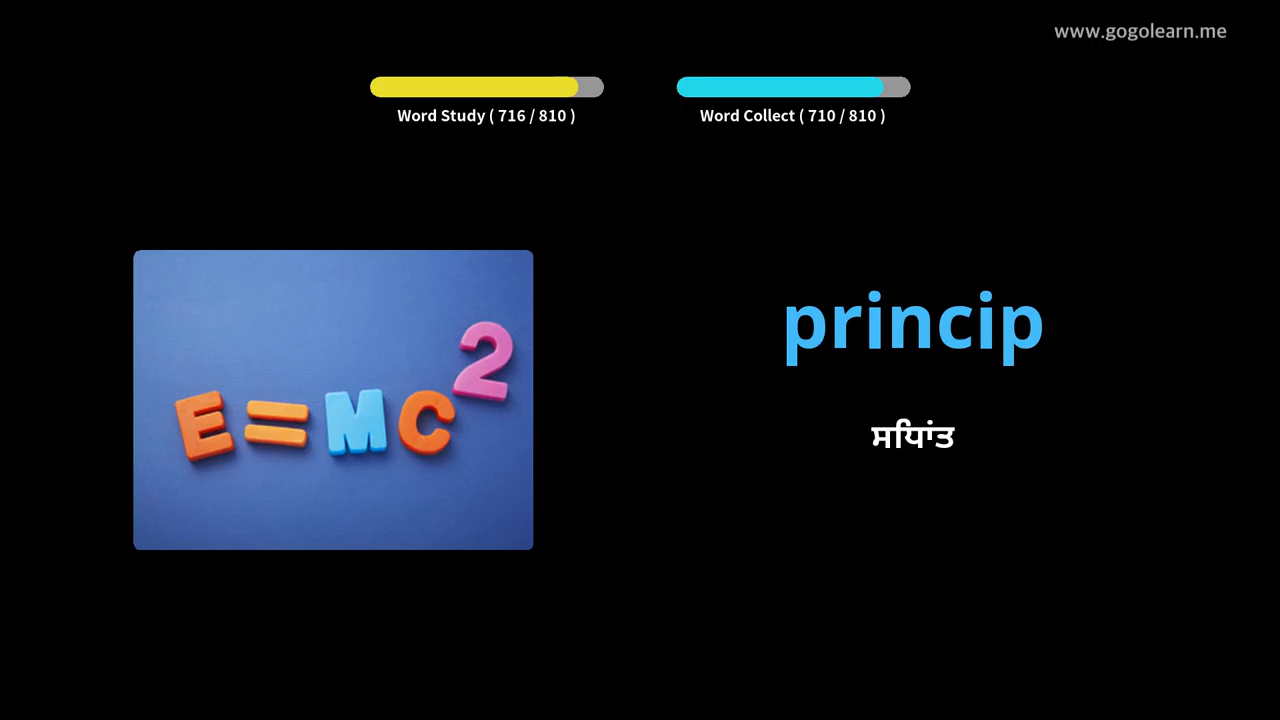 www.gogolearn.me
Word Study ( 716 / 810 )
Word Collect ( 710 / 810 )
E=MC²
princip
ਸਧਿਾਂਤ